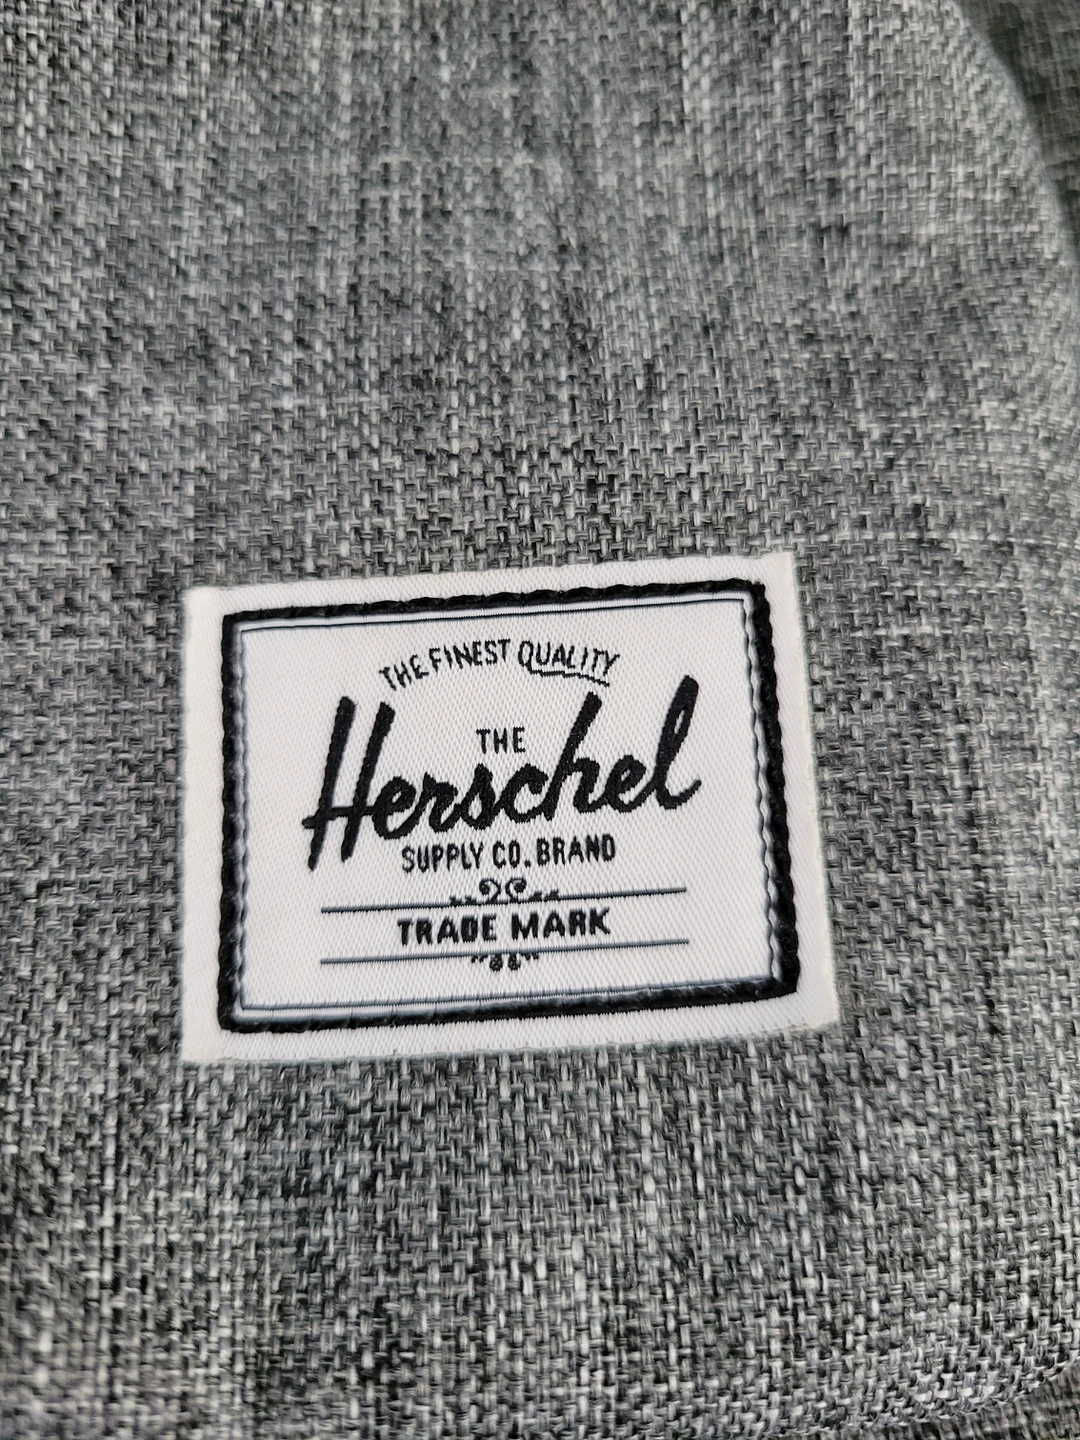 THE FINEST QUALITY
THE
Herschel
SUPPLY CO. BRAND
TRADE MARK